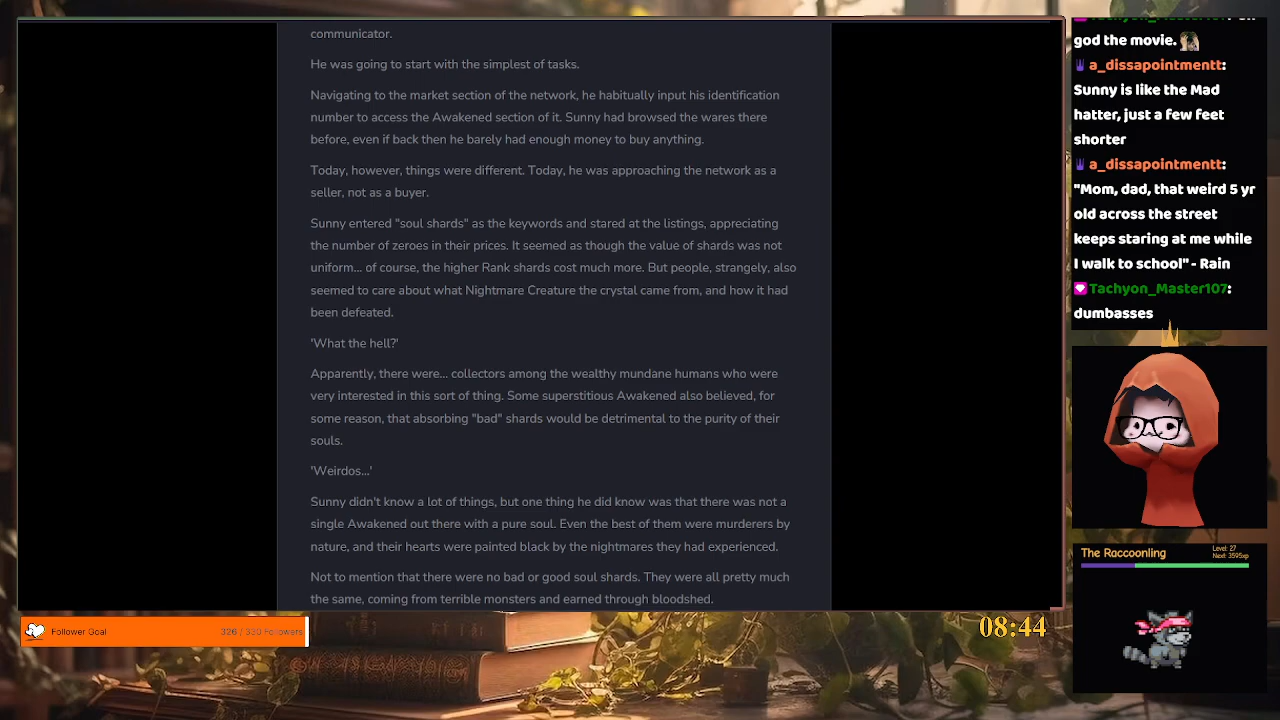 communicator.
He was going to start with the simplest of tasks.
Navigating to the market section of the network, he habitually input his identification
number to access the Awakened section of it. Sunny had browsed the wares there
before, even if back then he barely had enough money to buy anything.
Today, however, things were different. Today, he was approaching the network as a
seller, not as a buyer.
Sunny entered "soul shards" as the keywords and stared at the listings, appreciating
the number of zeroes in their prices. It seemed as though the value of shards was not
uniform... of course, the higher Rank shards cost much more. But people, strangely, also
seemed to care about what Nightmare Creature the crystal came from, and how it had
been defeated.
'What the hell?'
Apparently, there were... collectors among the wealthy mundane humans who were
very interested in this sort of thing. Some superstitious Awakened also believed, for
some reason, that absorbing "bad" shards would be detrimental to the purity of their
souls.
'Weirdos...'
Sunny didn't know a lot of things, but one thing he did know was that there was not a
single Awakened out there with a pure soul. Even the best of them were murderers by
nature, and their hearts were painted black by the nightmares they had experienced.
Not to mention that there were no bad or good soul shards. They were all pretty much
the same, coming from terrible monsters and earned through bloodshed.
god the movie.
a_dissapointmentt:
Sunny is like the Mad
hatter, just a few feet
shorter
a_dissapointmentt:
"Mom, dad, that weird 5 yr
old across the street
keeps staring at me while
I walk to school" - Rain
Tachyon_Master107:
dumbasses
The Raccoonling
Level: 27
Next: 3595xp
Follower Goal
326 / 330 Followers
08:44